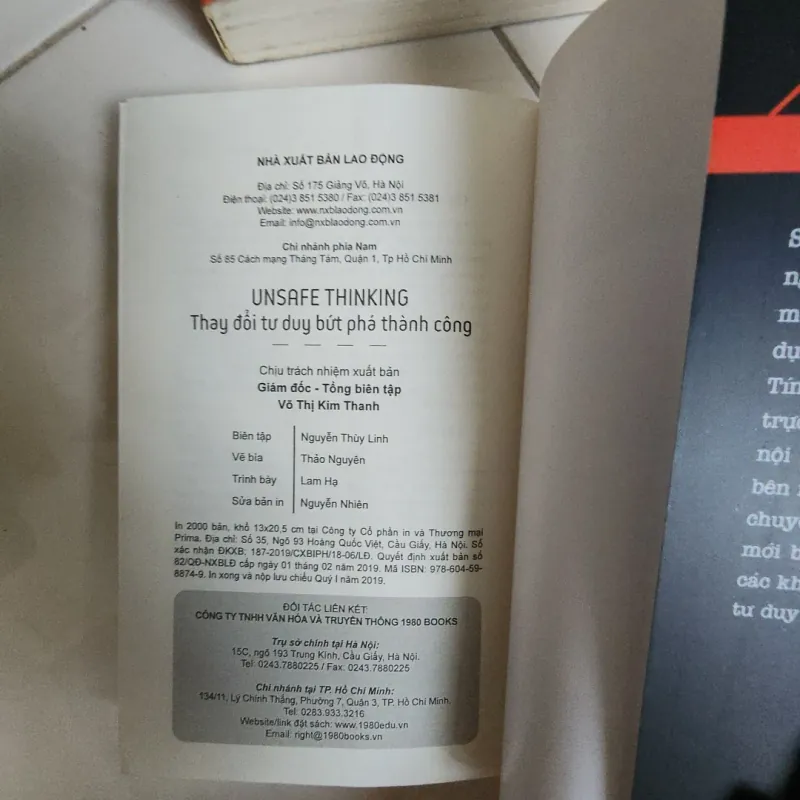 NHÀ XUẤT BẢN LAO ĐỘNG
Địa chỉ: Số 175 Giảng Võ, Hà Nội
Điện thoại: (024)3 851 5380 / Fax: (024)3 851 5381
Website: www.nxblaodong.com.vn
Email: info@nxblaodong.com.vn
Chi nhánh phía Nam
Số 85 Cách mạng Tháng Tám, Quận 1, Tp Hồ Chí Minh
UNSAFE THINKING
Thay đổi tư duy bứt phá thành công
Chịu trách nhiệm xuất bản
Giám đốc - Tổng biên tập
Võ Thị Kim Thanh
Biên tập Nguyễn Thùy Linh
Vẽ bìa Thảo Nguyên
Trình bày Lam Hạ
Sửa bản in Nguyễn Nhiên
In 2000 bản, khổ 13x20,5 cm tại Công ty Cổ phần in và Thương mại
Prima. Địa chỉ: Số 35, Ngõ 93 Hoàng Quốc Việt, Cầu Giấy, Hà Nội. Số
xác nhận ĐKXB: 187-2019/CXBIPH/18-06/LĐ. Quyết định xuất bản số
82/QĐ-NXBLĐ cấp ngày 01 tháng 02 năm 2019. Mã ISBN: 978-604-59-
8874-9. In xong và nộp lưu chiểu Quý I năm 2019.
ĐỐI TÁC LIÊN KẾT:
CÔNG TY TNHH VĂN HÓA VÀ TRUYỀN THÔNG 1980 BOOKS
Trụ sở chính tại Hà Nội:
15C, ngõ 193 Trung Kính, Cầu Giấy, Hà Nội.
Tel: 0243.7880225 / Fax: 0243.7880225
Chi nhánh tại TP. Hồ Chí Minh:
134/11, Lý Chính Thắng, Phường 7, Quận 3, TP. Hồ Chí Minh.
Tel: 0283.933.3216
Website/link đặt sách: www.1980edu.vn
Email: right@1980books.vn
mới
các
tư duy